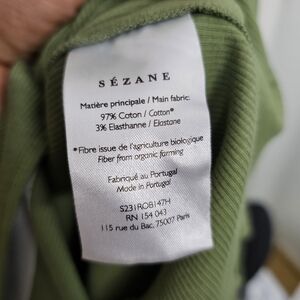 SÉZANE
Matière principale / Main fabric:
97% Coton / Cotton*
3% Elasthanne / Elastane
*Fibre issue de l'agriculture biologique
Fiber from organic farming
Fabriqué au Portugal
Made in Portugal
S231ROB147H
RN 154 043
115 rue du Bac, 75007 Paris